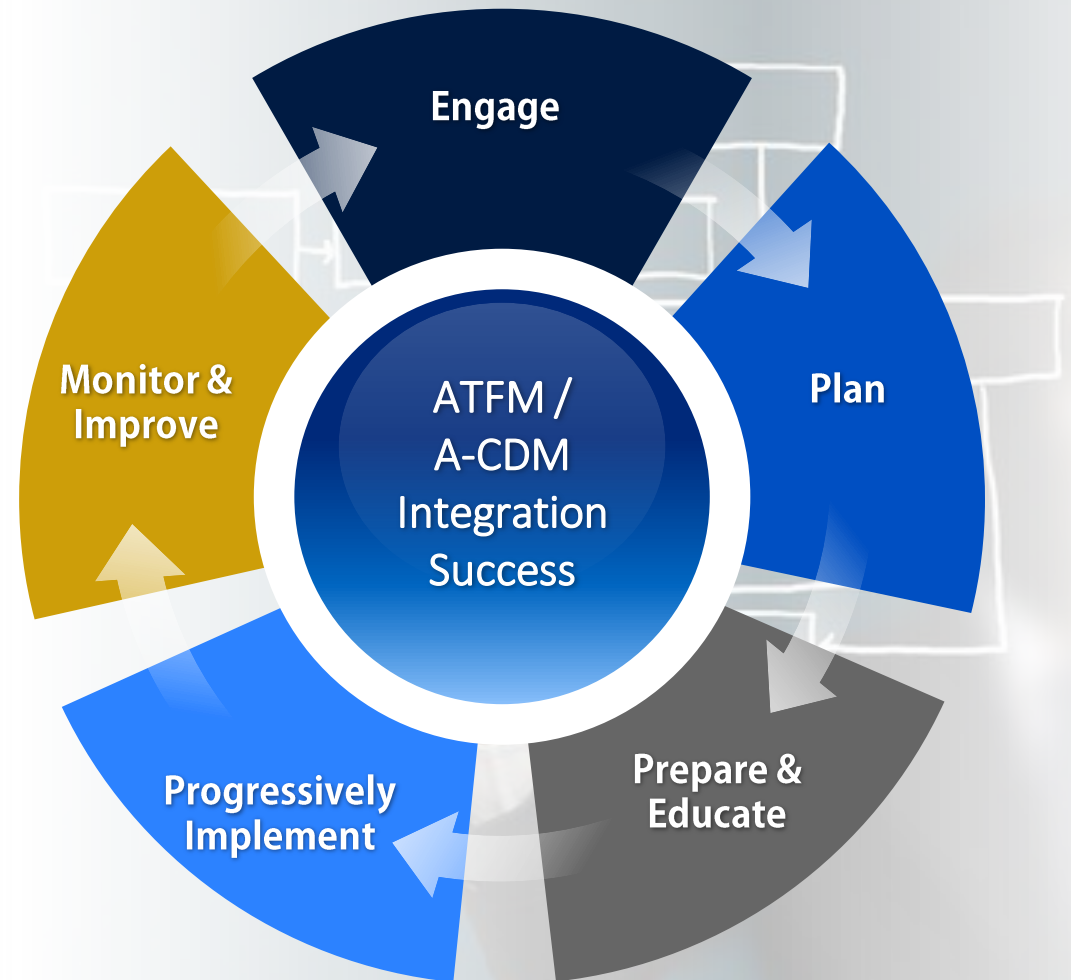 Engage
Plan
Prepare &
Educate
Progressively
Implement
Monitor &
Improve
ATFM /
A-CDM
Integration
Success